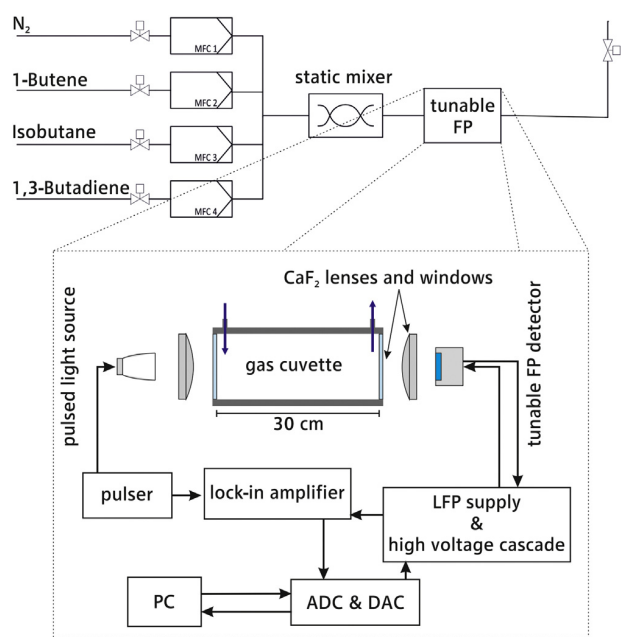 N₂
MFC 1
1-Butene
MFC 2
static mixer
tunable
FP
Isobutane
MFC 3
1,3-Butadiene
MFC 4
CaF₂ lenses and windows
pulsed light source
gas cuvette
tunable FP detector
30 cm
pulser
lock-in amplifier
LFP supply
&
high voltage cascade
PC
ADC & DAC